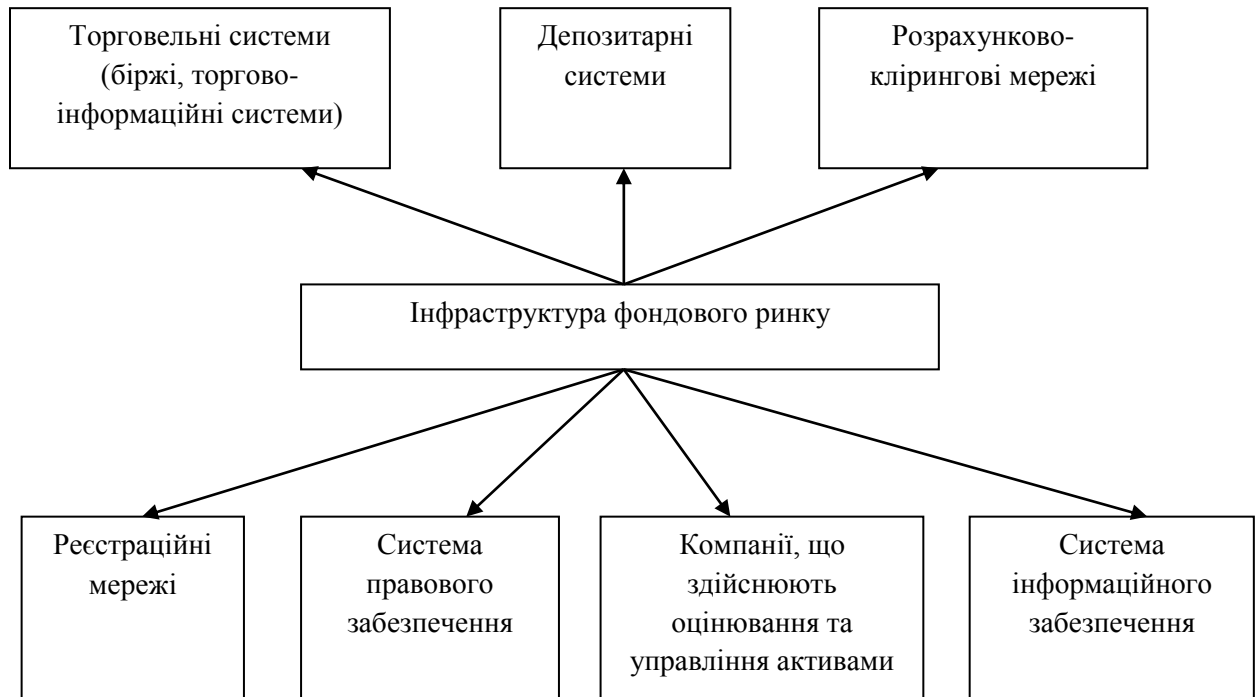 Торговельні системи
(біржі, торгово-
інформаційні системи)
Депозитарні
системи
Розрахунково-
клірингові мережі
Інфраструктура фондового ринку
Реєстраційні
мережі
Система
правового
забезпечення
Компанії, що
здійснюють
оцінювання та
управління активами
Система
інформаційного
забезпечення